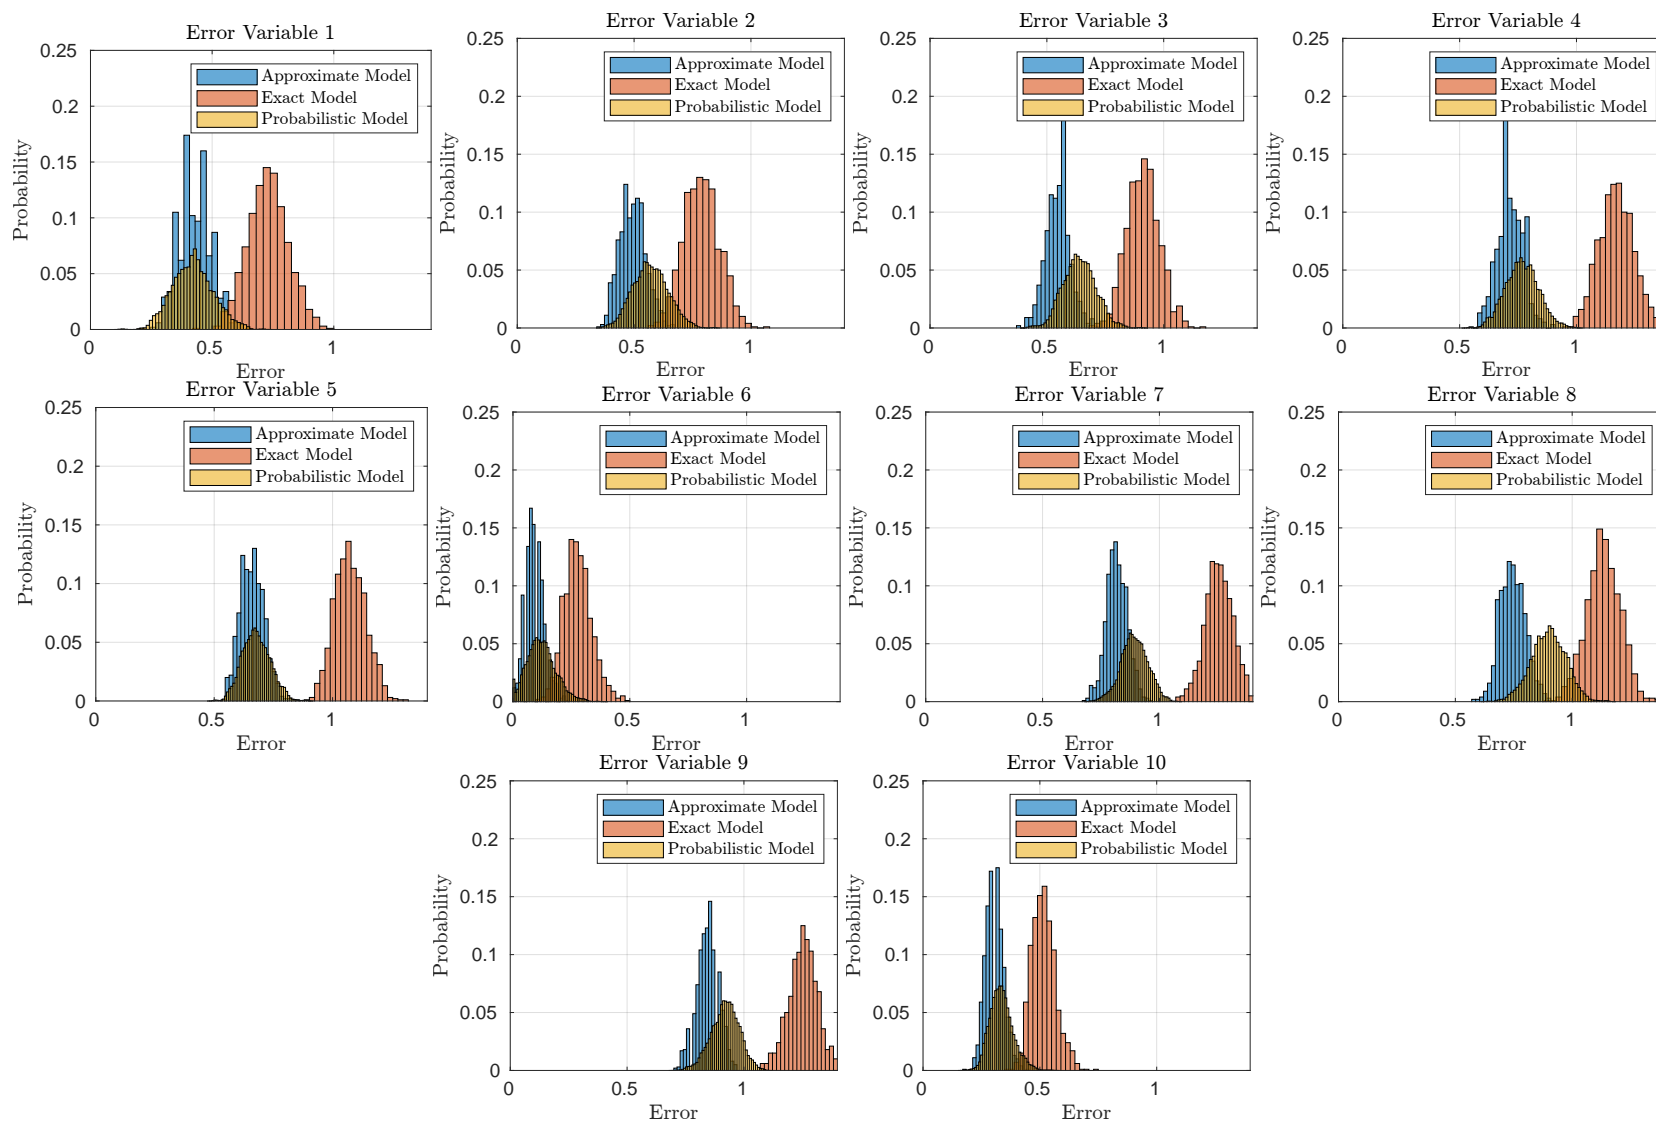 Error Variable 1
0.25
0.2
0.15
0.1
0.05
0
0
0.5
1
Probability
Error
Approximate Model
Exact Model
Probabilistic Model
Error Variable 2
0.25
0.2
0.15
0.1
0.05
0
0
0.5
1
Probability
Error
Approximate Model
Exact Model
Probabilistic Model
Error Variable 3
0.25
0.2
0.15
0.1
0.05
0
0
0.5
1
Probability
Error
Approximate Model
Exact Model
Probabilistic Model
Error Variable 4
0.25
0.2
0.15
0.1
0.05
0
0
0.5
1
Probability
Error
Approximate Model
Exact Model
Probabilistic Model
Error Variable 5
0.25
0.2
0.15
0.1
0.05
0
0
0.5
1
Probability
Error
Approximate Model
Exact Model
Probabilistic Model
Error Variable 6
0.25
0.2
0.15
0.1
0.05
0
0
0.5
1
Probability
Error
Approximate Model
Exact Model
Probabilistic Model
Error Variable 7
0.25
0.2
0.15
0.1
0.05
0
0
0.5
1
Probability
Error
Approximate Model
Exact Model
Probabilistic Model
Error Variable 8
0.25
0.2
0.15
0.1
0.05
0
0
0.5
1
Probability
Error
Approximate Model
Exact Model
Probabilistic Model
Error Variable 9
0.25
0.2
0.15
0.1
0.05
0
0
0.5
1
Probability
Error
Approximate Model
Exact Model
Probabilistic Model
Error Variable 10
0.25
0.2
0.15
0.1
0.05
0
0
0.5
1
Probability
Error
Approximate Model
Exact Model
Probabilistic Model